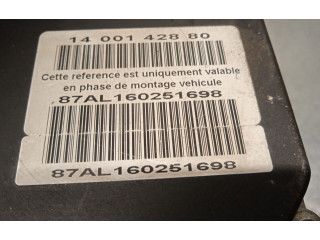 14 001 428 80
Cette reference est uniquement valable
en phase de montage vehicule
87AL160251698
87AL160251698